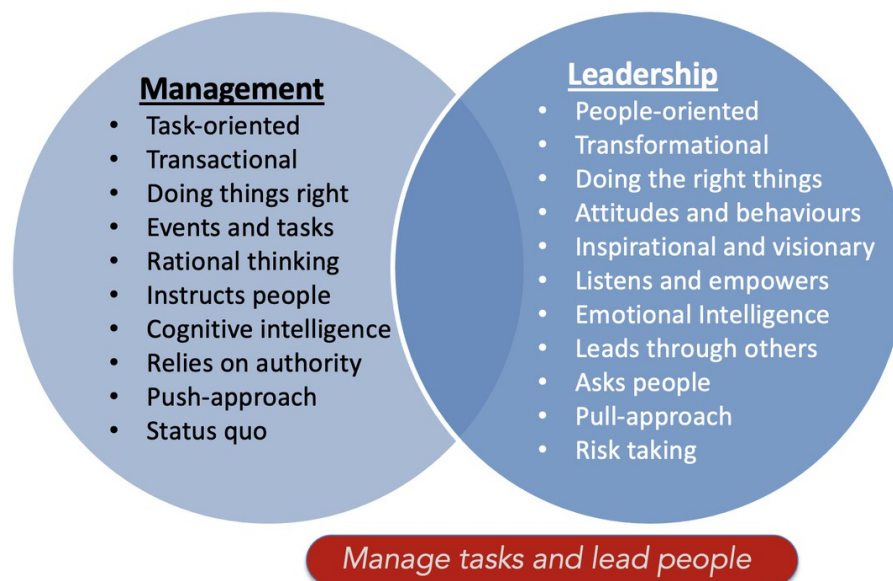 Management
• Task-oriented
• Transactional
• Doing things right
• Events and tasks
• Rational thinking
• Instructs people
• Cognitive intelligence
• Relies on authority
• Push-approach
• Status quo
Leadership
• People-oriented
• Transformational
• Doing the right things
• Attitudes and behaviours
• Inspirational and visionary
• Listens and empowers
• Emotional Intelligence
• Leads through others
• Asks people
• Pull-approach
• Risk taking
Manage tasks and lead people